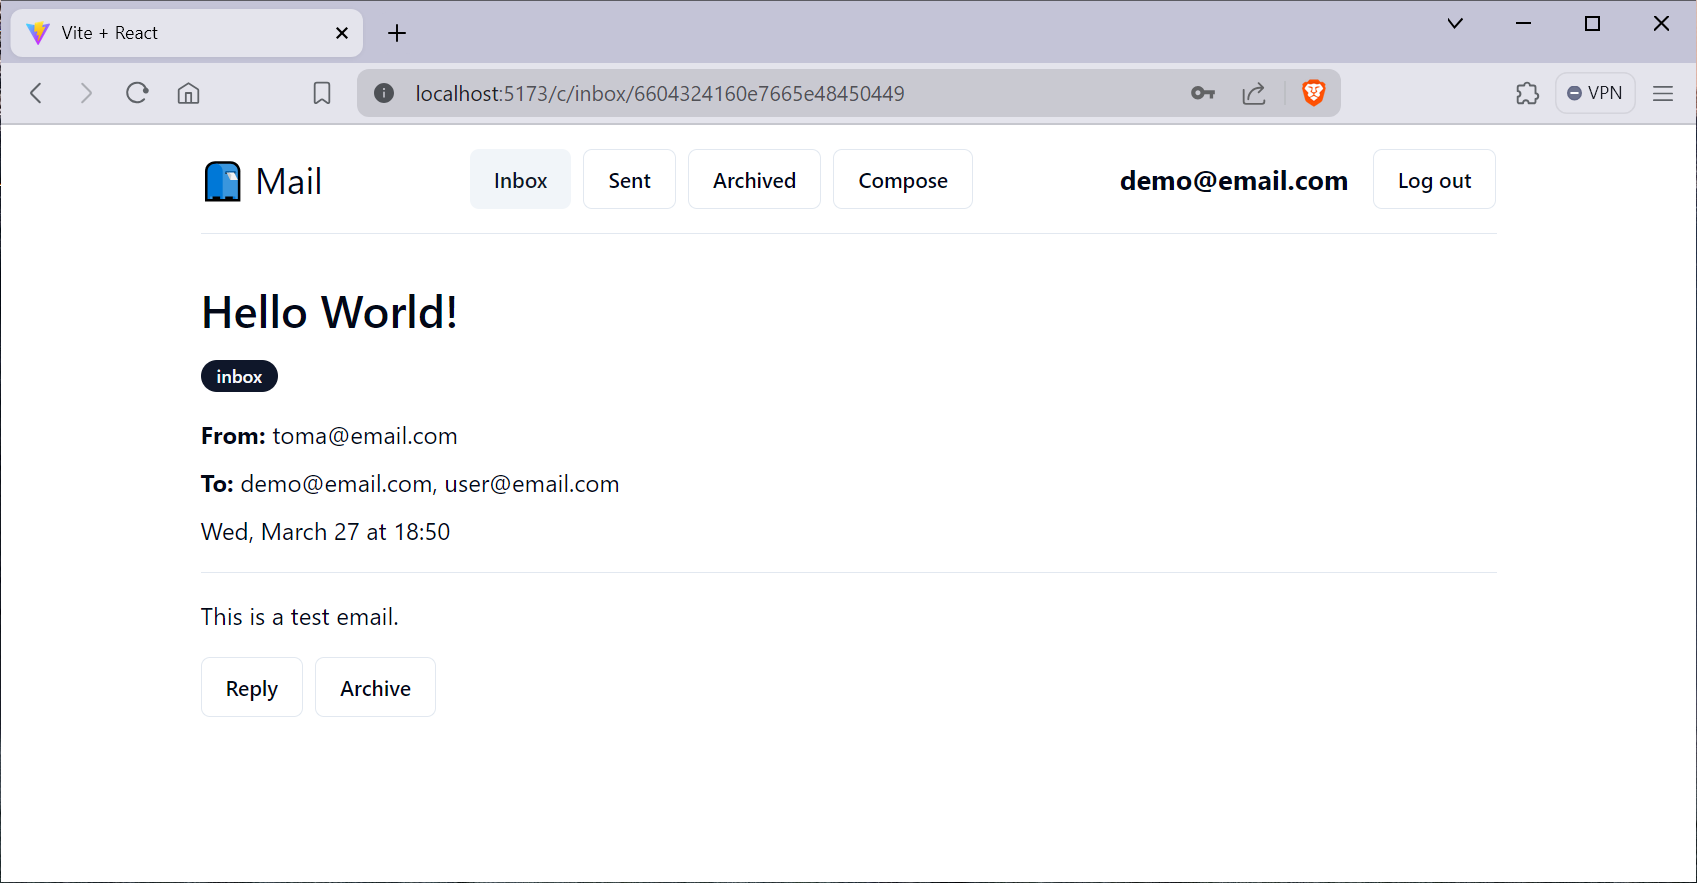 Vite + React
localhost:5173/c/inbox/6604324160e7665e48450449
VPN
Mail
Inbox
Sent
Archived
Compose
demo@email.com
Log out
Hello World!
inbox
From: toma@email.com
To: demo@email.com, user@email.com
Wed, March 27 at 18:50
This is a test email.
Reply
Archive